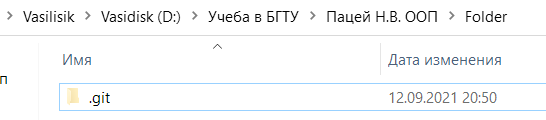 Vasilisik > Vasidisk (D:) > Учеба в БГТУ > Пацей Н.В. ООП > Folder
Имя Дата изменения
п
.git 12.09.2021 20:50